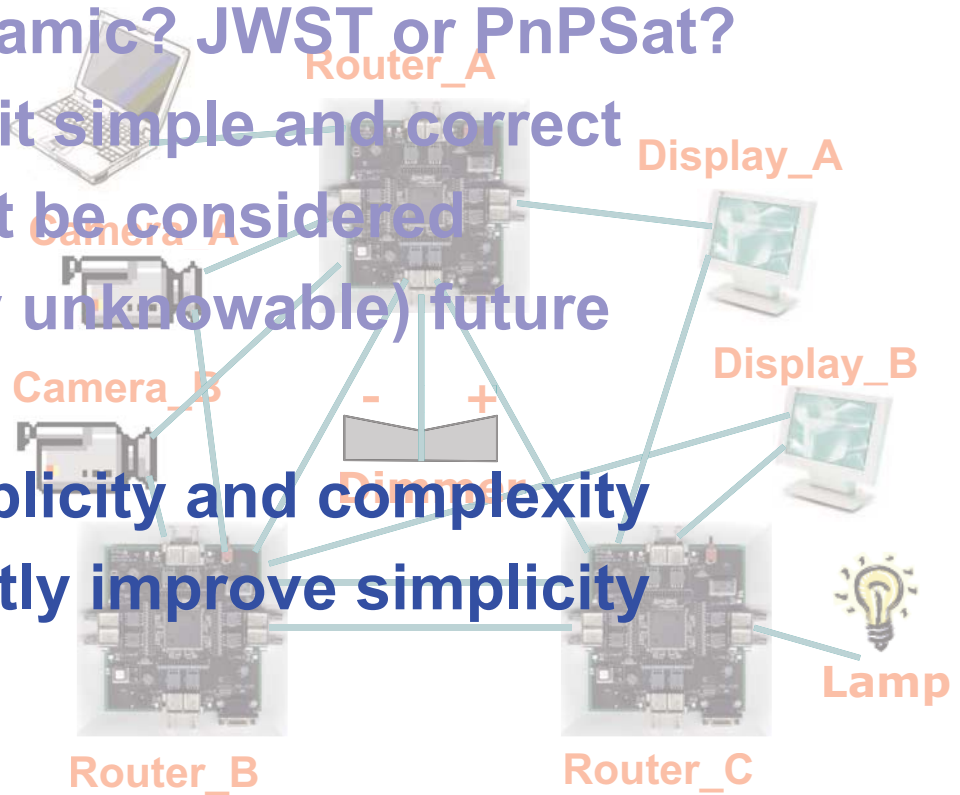 amic? JWST or PnPSat?
Router_A
it simple and correct
Display_A
t be considered
Camera_A
y unknowable) future
Display_B
Camera_B
- +
plicity and complexity
Dimmer
tly improve simplicity
Lamp
Router_B
Router_C